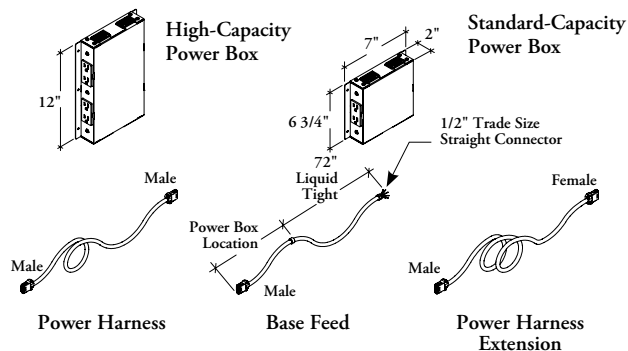 High-Capacity
Power Box
12"
Standard-Capacity
Power Box
7"
2"
6 3/4"
1/2" Trade Size
Straight Connector
72"
Liquid
Tight
Male
Male
Power Harness
Power Box
Location
Male
Base Feed
Female
Male
Power Harness
Extension